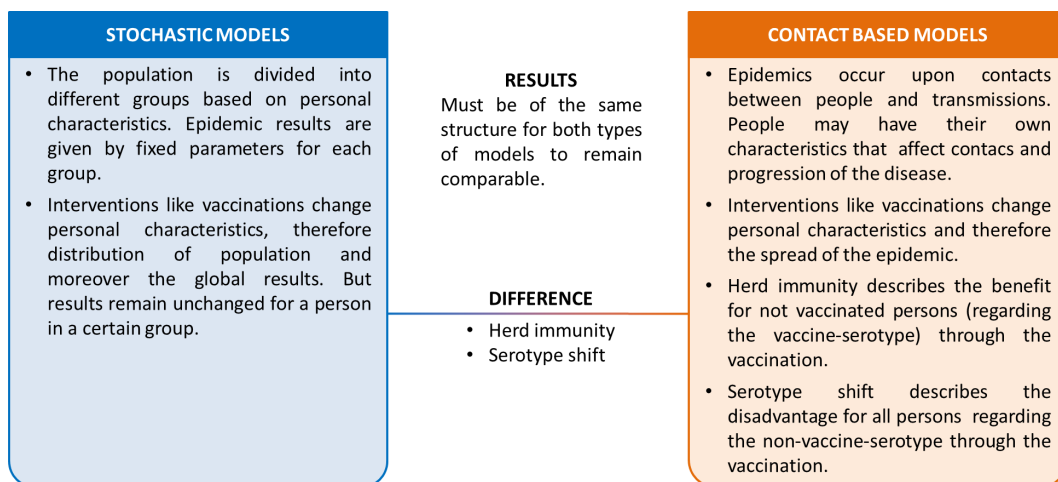 STOCHASTIC MODELS
• The population is divided into
different groups based on personal
characteristics. Epidemic results are
given by fixed parameters for each
group.
• Interventions like vaccinations change
personal characteristics, therefore
distribution of population and
moreover the global results. But
results remain unchanged for a person
in a certain group.
RESULTS
Must be of the same
structure for both types
of models to remain
comparable.
DIFFERENCE
• Herd immunity
• Serotype shift
CONTACT BASED MODELS
• Epidemics occur upon contacts
between people and transmissions.
People may have their own
characteristics that affect contacs and
progression of the disease.
• Interventions like vaccinations change
personal characteristics and therefore
the spread of the epidemic.
• Herd immunity describes the benefit
for not vaccinated persons (regarding
the vaccine-serotype) through the
vaccination.
• Serotype shift describes the
disadvantage for all persons regarding
the non-vaccine-serotype through the
vaccination.